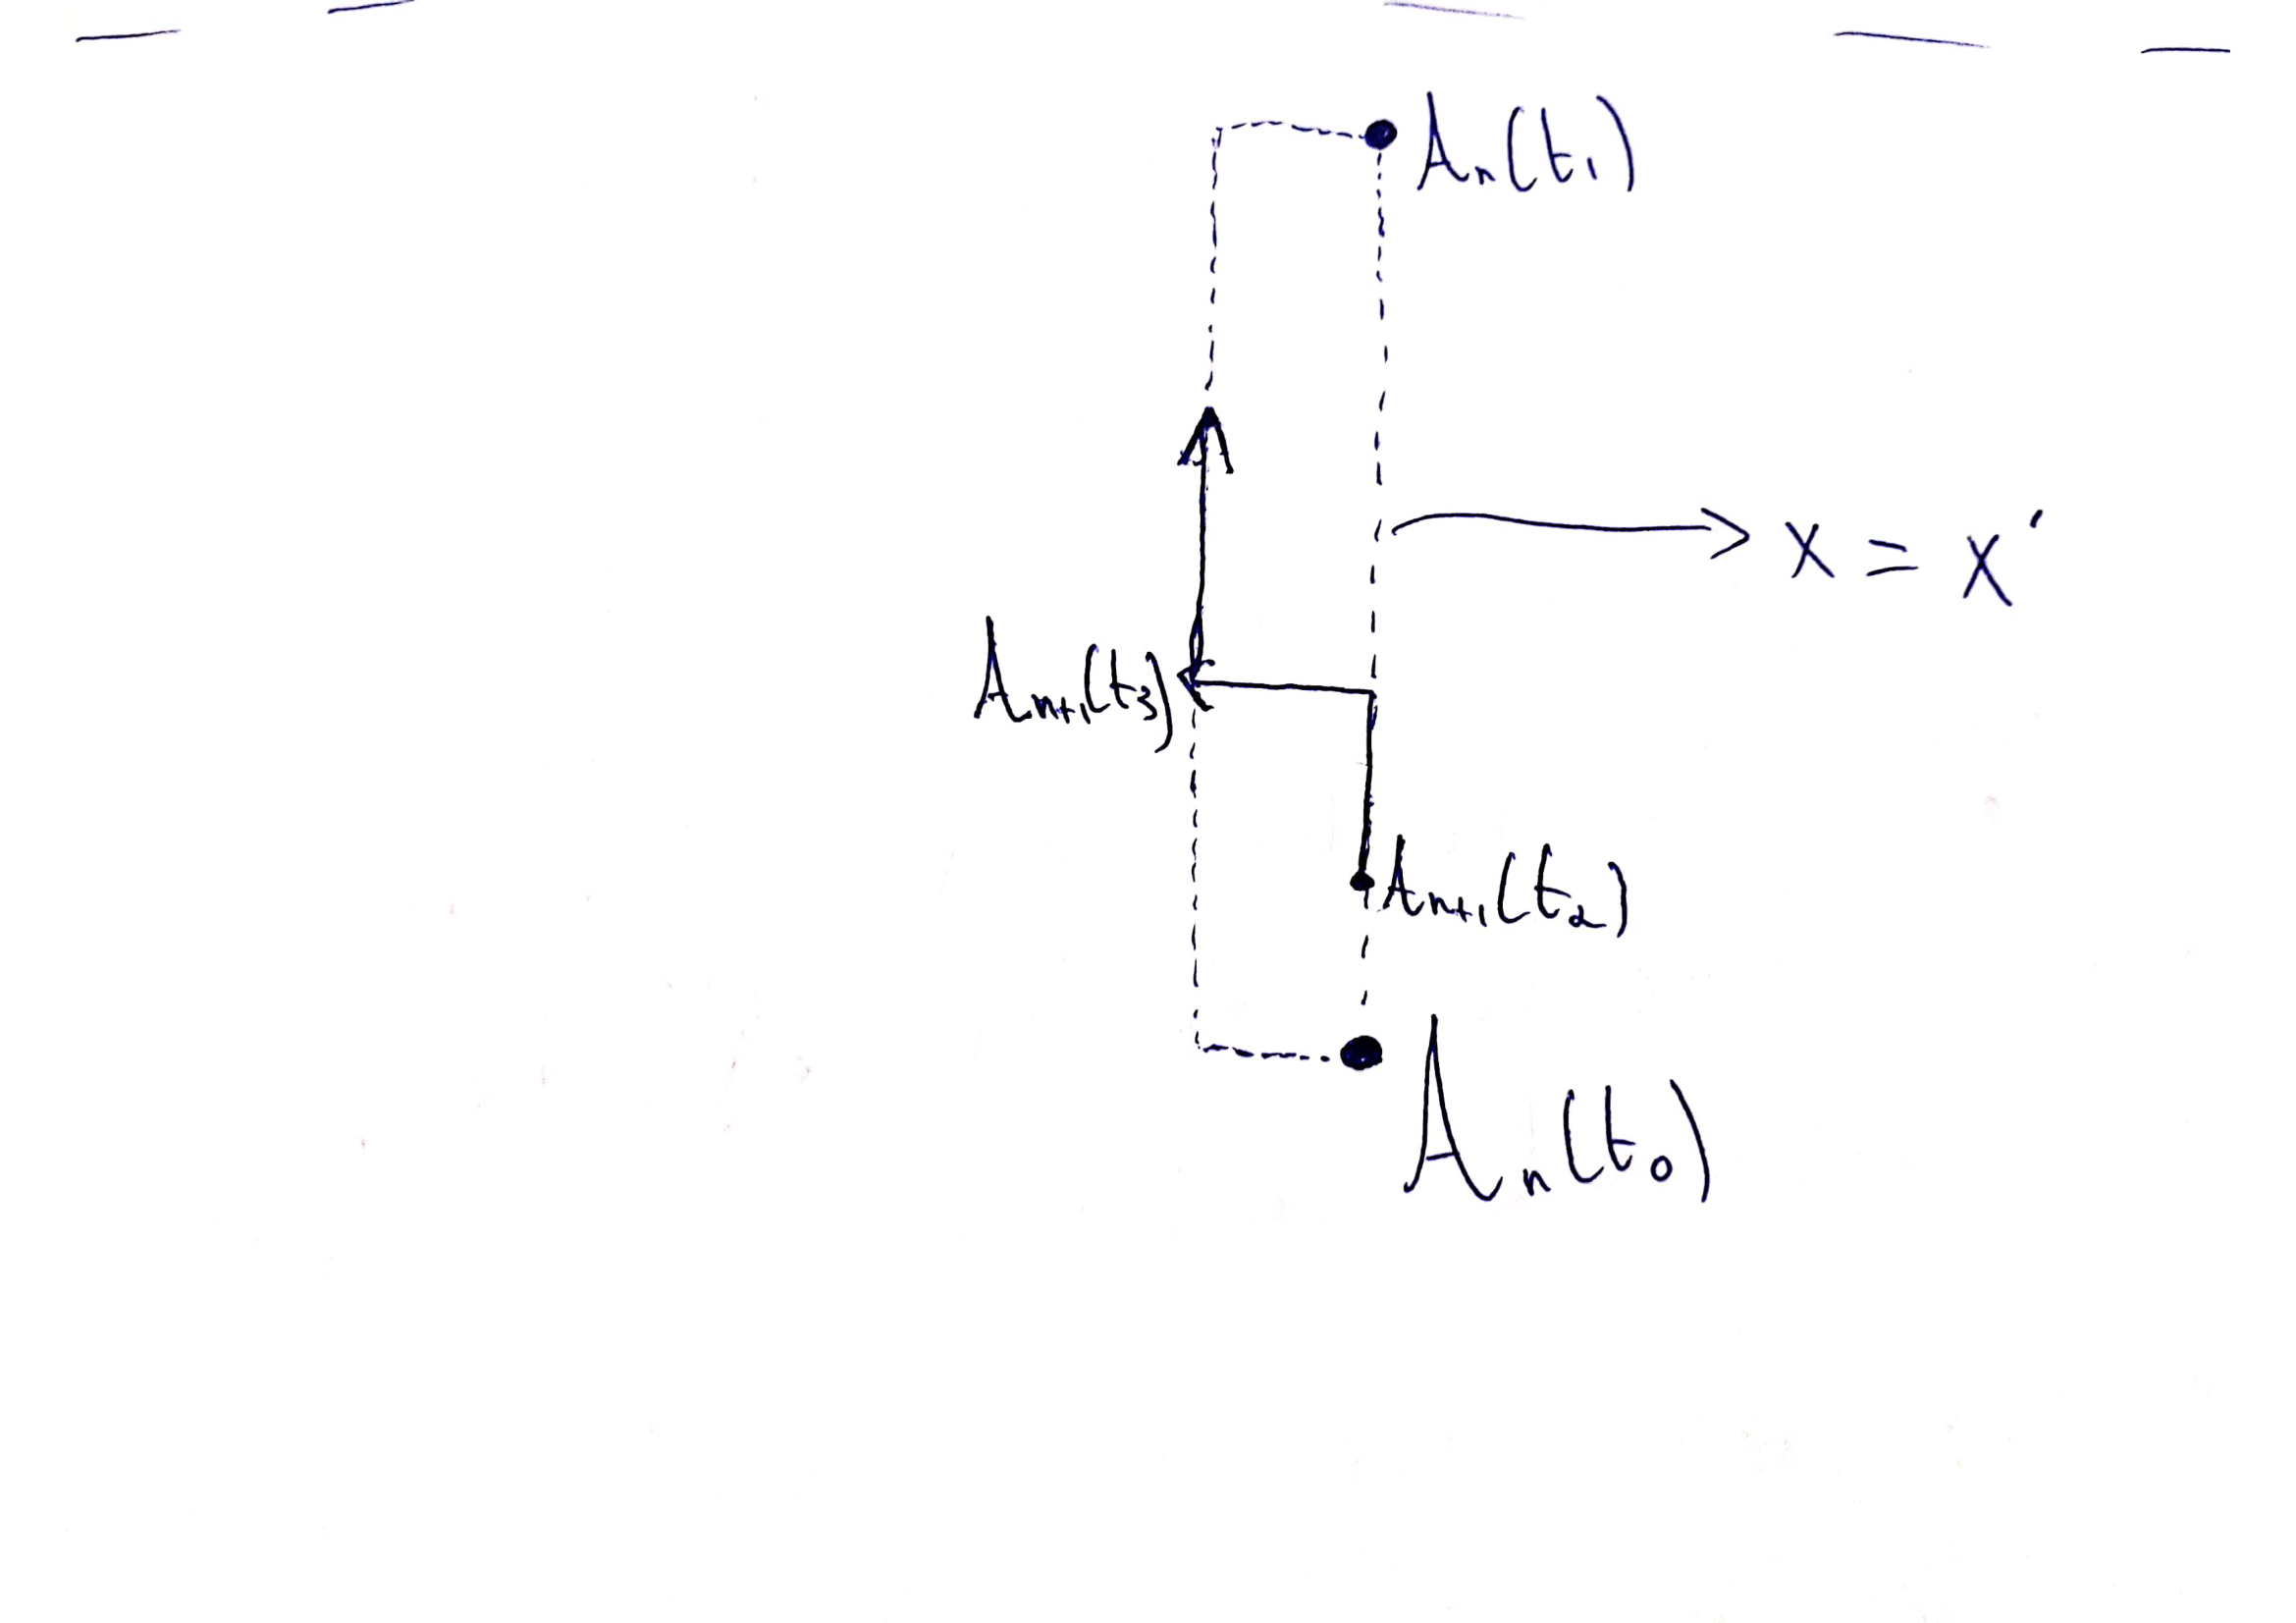 Aₙ(t₁)
x = x'
Aₙ₊₁(t₃)
Aₙ₊₁(t₂)
Aₙ(t₀)